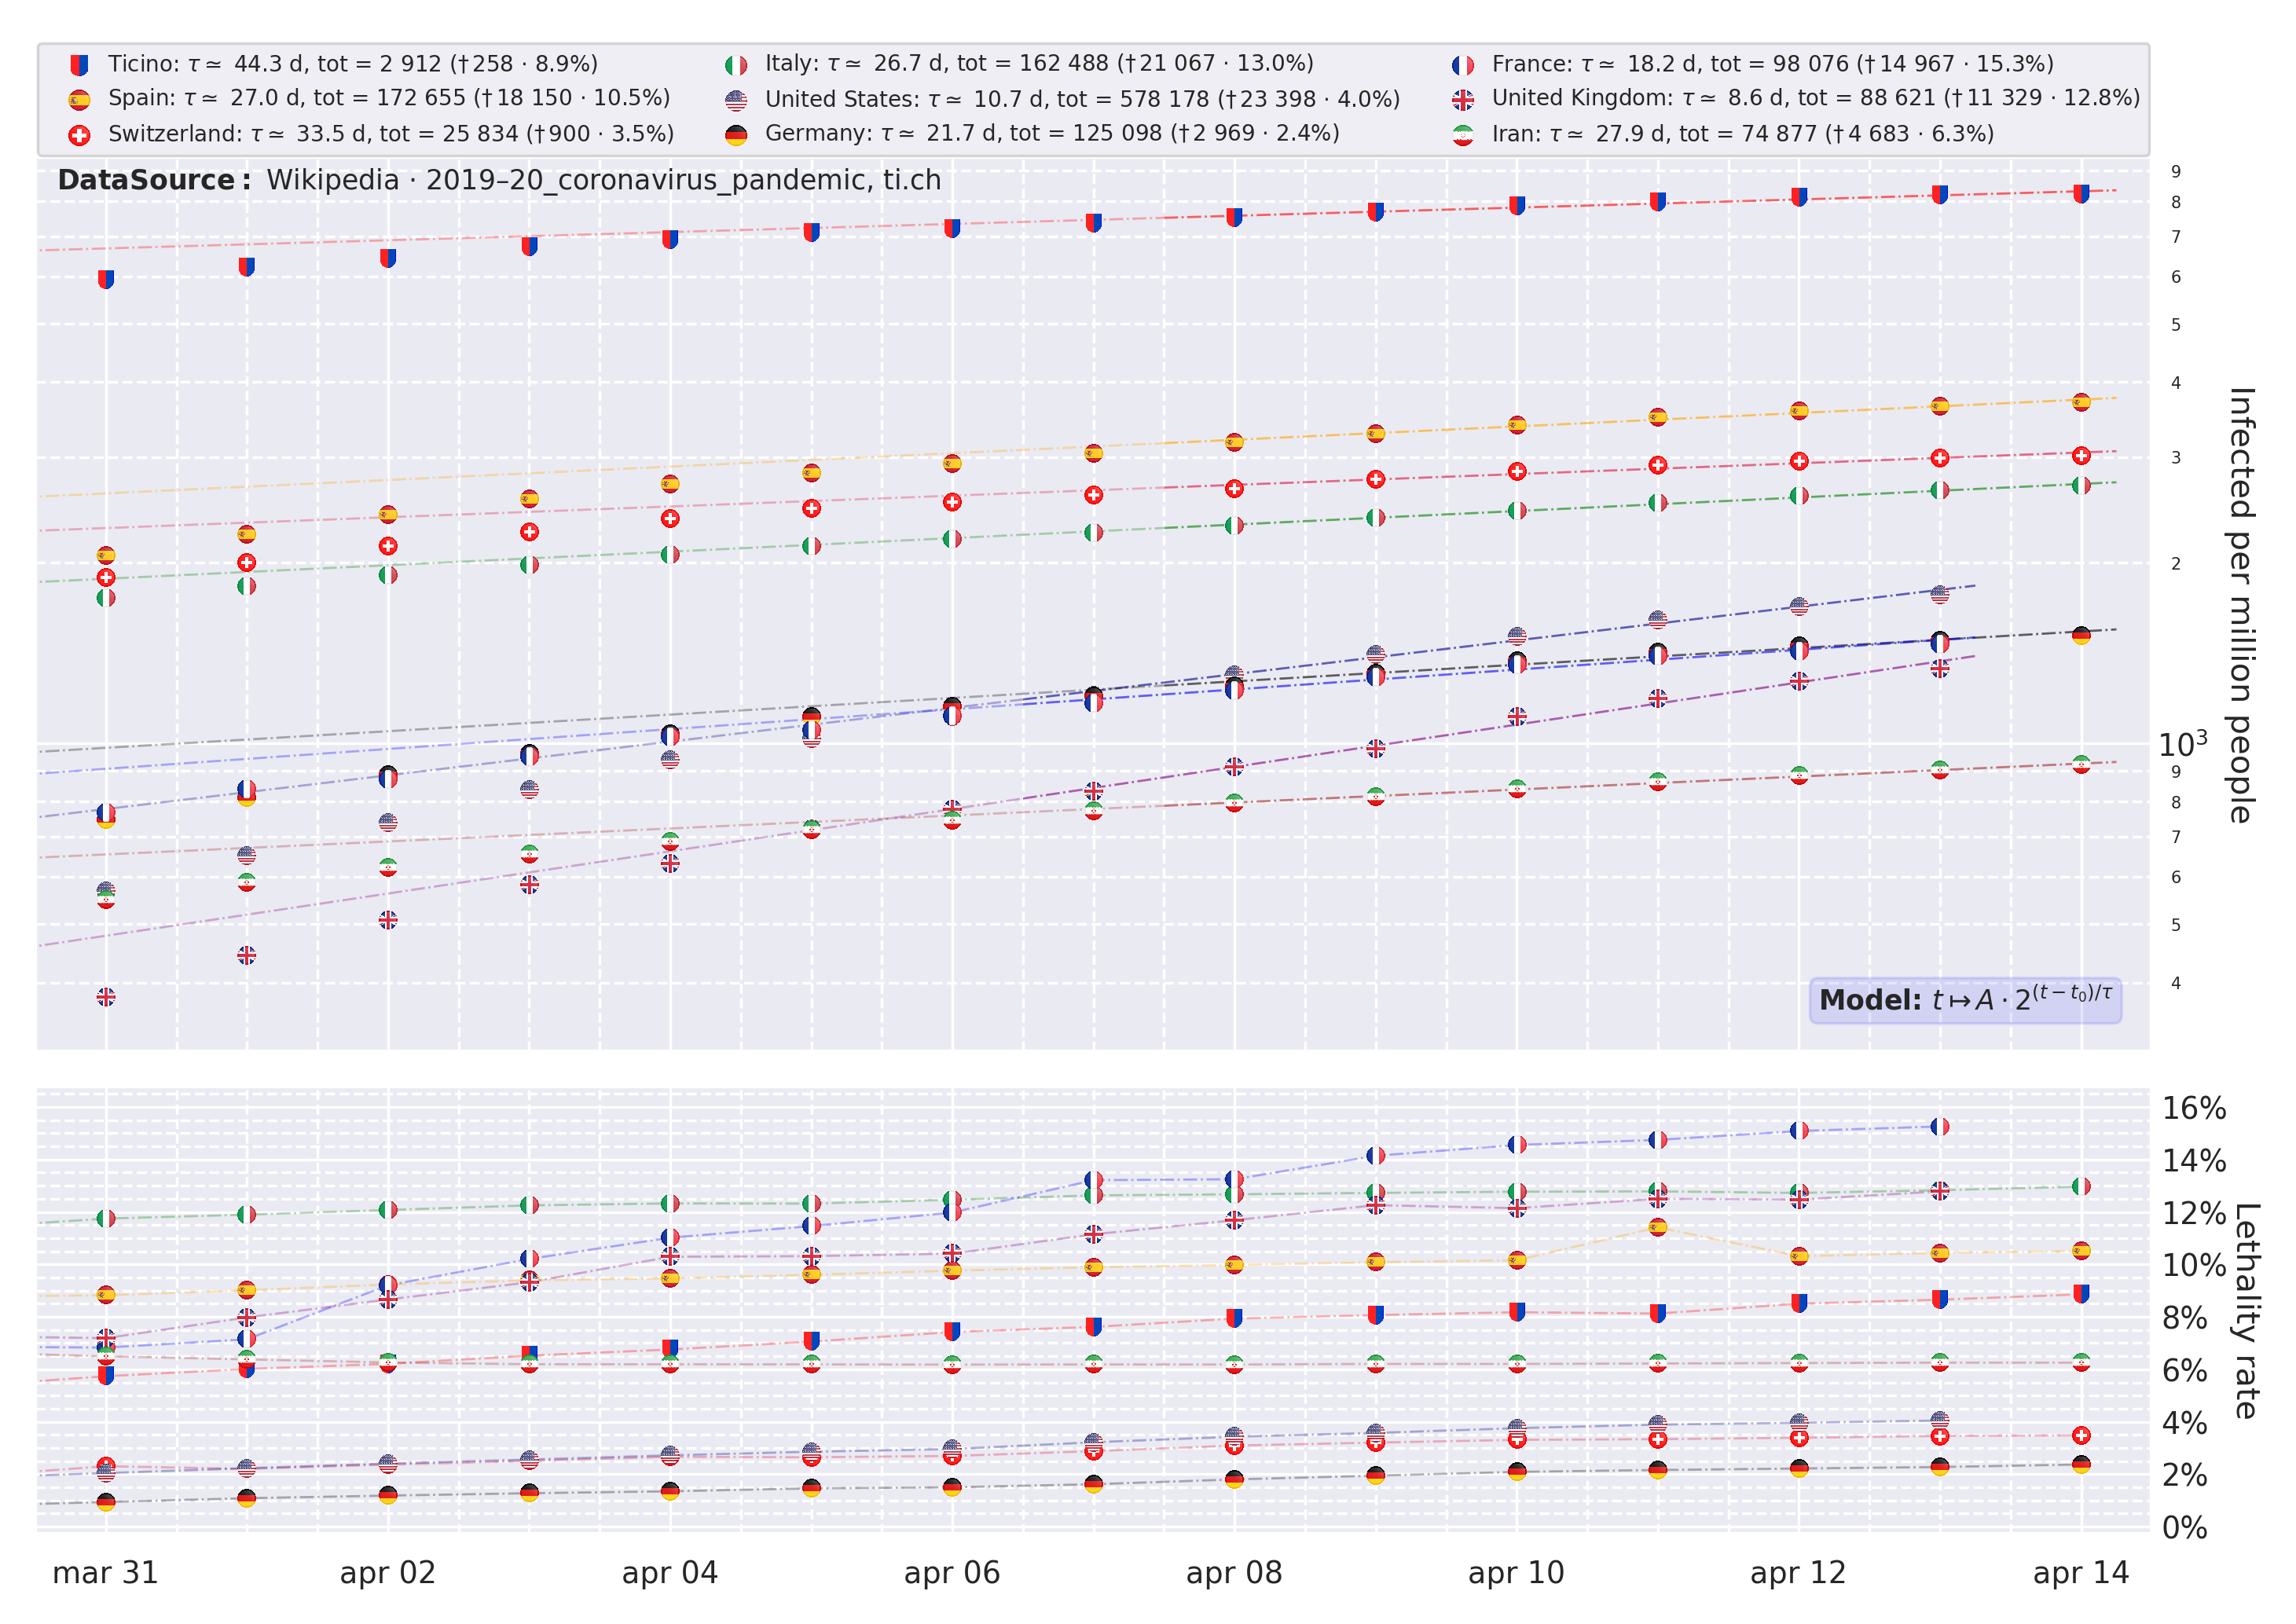 Ticino: τ ≃ 44.3 d, tot = 2 912 (†258 · 8.9%)
Spain: τ ≃ 27.0 d, tot = 172 655 (†18 150 · 10.5%)
Switzerland: τ ≃ 33.5 d, tot = 25 834 (†900 · 3.5%)
Italy: τ ≃ 26.7 d, tot = 162 488 (†21 067 · 13.0%)
United States: τ ≃ 10.7 d, tot = 578 178 (†23 398 · 4.0%)
Germany: τ ≃ 21.7 d, tot = 125 098 (†2 969 · 2.4%)
France: τ ≃ 18.2 d, tot = 98 076 (†14 967 · 15.3%)
United Kingdom: τ ≃ 8.6 d, tot = 88 621 (†11 329 · 12.8%)
Iran: τ ≃ 27.9 d, tot = 74 877 (†4 683 · 6.3%)
DataSource: Wikipedia · 2019–20_coronavirus_pandemic, ti.ch
9
8
7
6
5
4
3
2
10³
9
8
7
6
5
4
Infected per million people
Model: t ↦ A · 2^{(t − t₀)/τ}
16%
14%
12%
10%
8%
6%
4%
2%
0%
Lethality rate
mar 31 apr 02 apr 04 apr 06 apr 08 apr 10 apr 12 apr 14